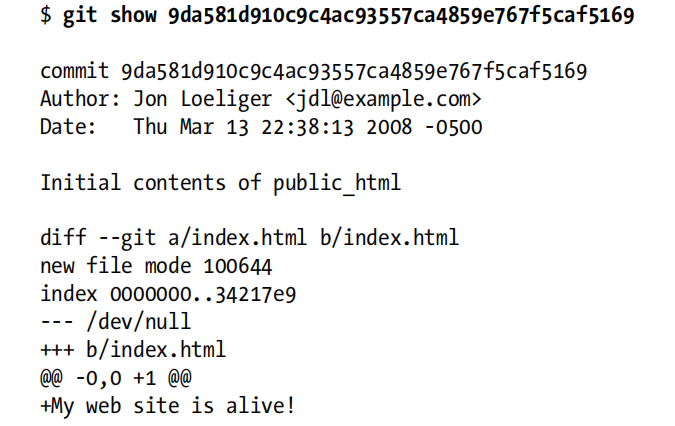 $ git show 9da581d910c9c4ac93557ca4859e767f5caf5169
commit 9da581d910c9c4ac93557ca4859e767f5caf5169
Author: Jon Loeliger <jdl@example.com>
Date:   Thu Mar 13 22:38:13 2008 -0500
Initial contents of public_html
diff --git a/index.html b/index.html
new file mode 100644
index 0000000..34217e9
--- /dev/null
+++ b/index.html
@@ -0,0 +1 @@
+My web site is alive!